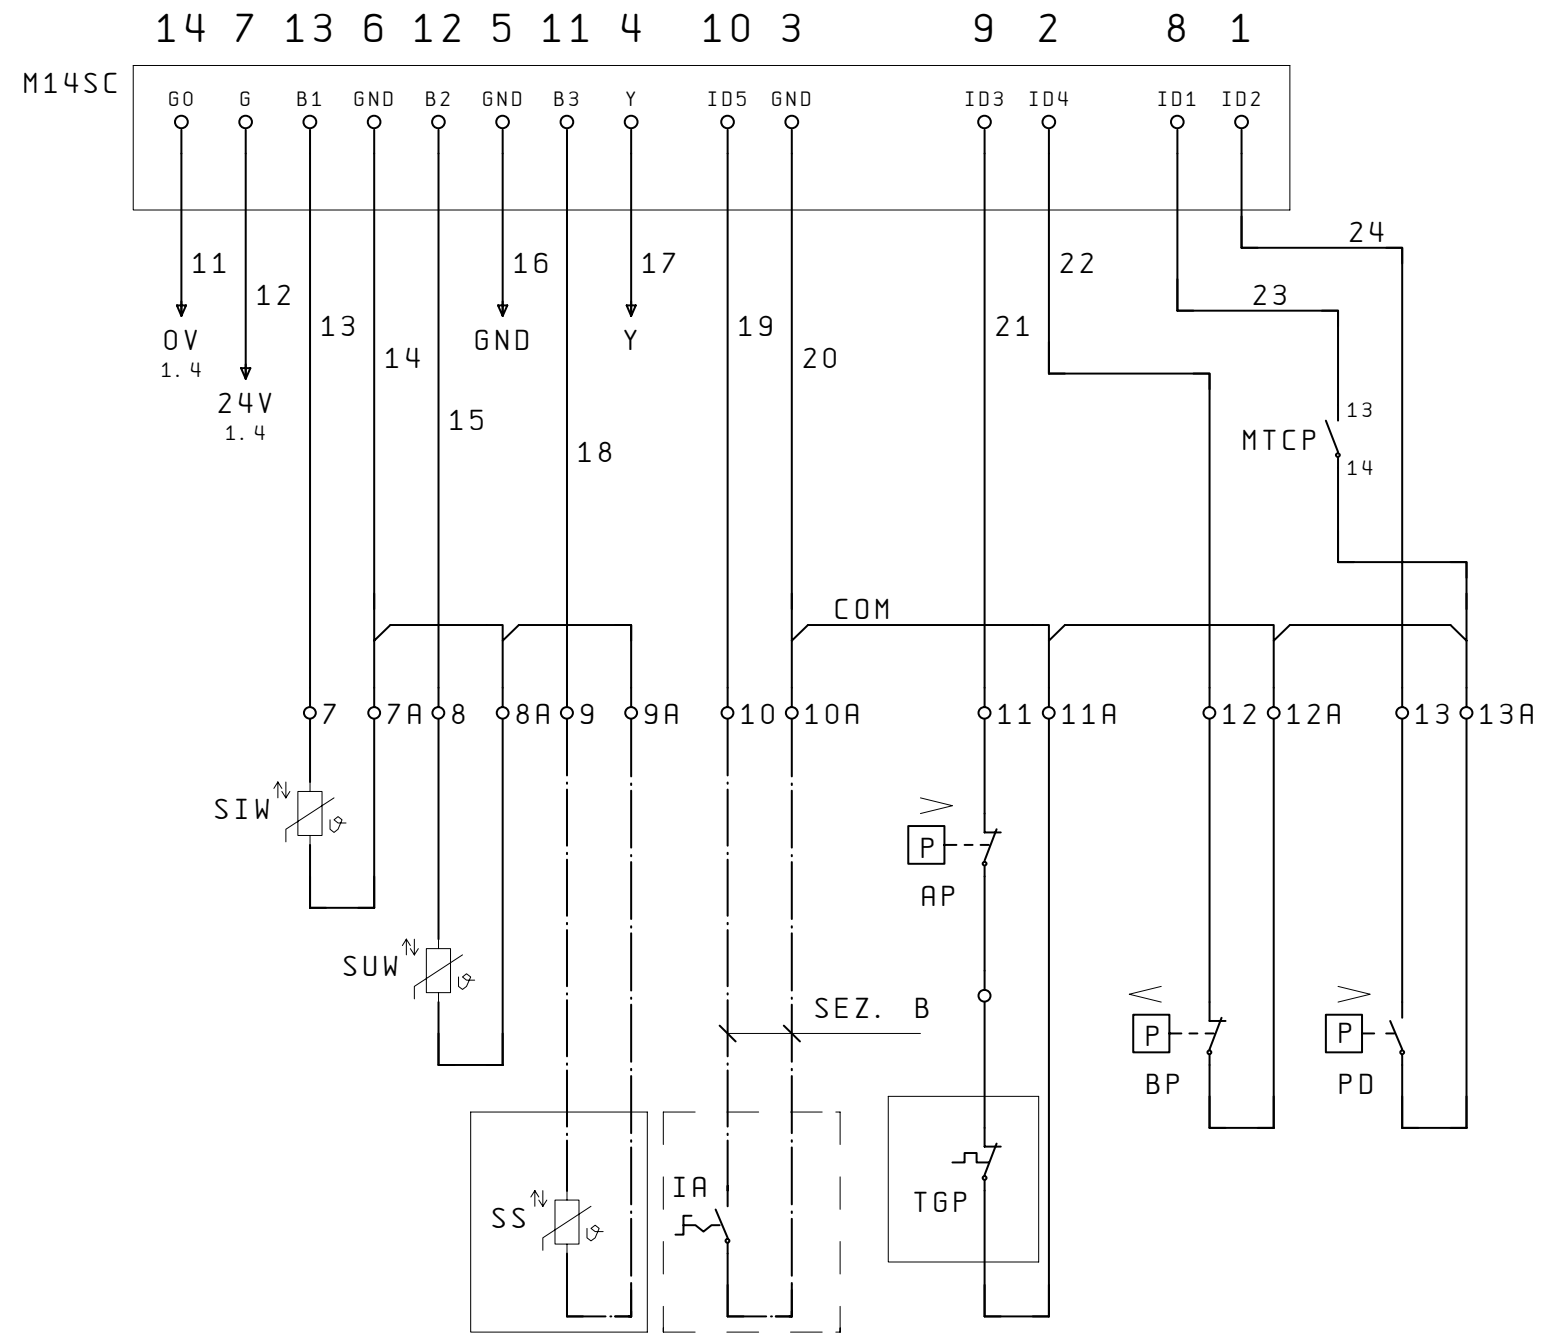 14 7 13 6 12 5 11 4 10 3 9 2 8 1
M14SC
G0 G B1 GND B2 GND B3 Y ID5 GND ID3 ID4 ID1 ID2
24
11 16 17 22
12 23
13 19 21
0V GND Y
14 20
1.4
24V
13
15
1.4
MTCP
18
14
COM
7 7A 8 8A 9 9A 10 10A 11 11A 12 12A 13 13A
>
SIW
ϑ
P
AP
SUW
ϑ
< >
SEZ. B
P P
BP PD
IA
TGP
SS
ϑ